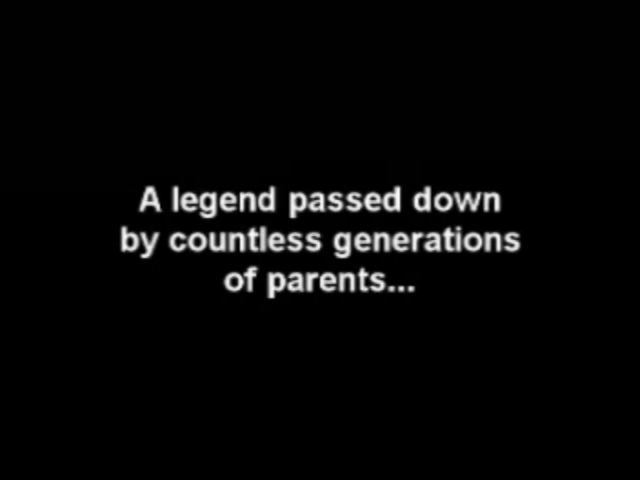 A legend passed down
by countless generations
of parents...